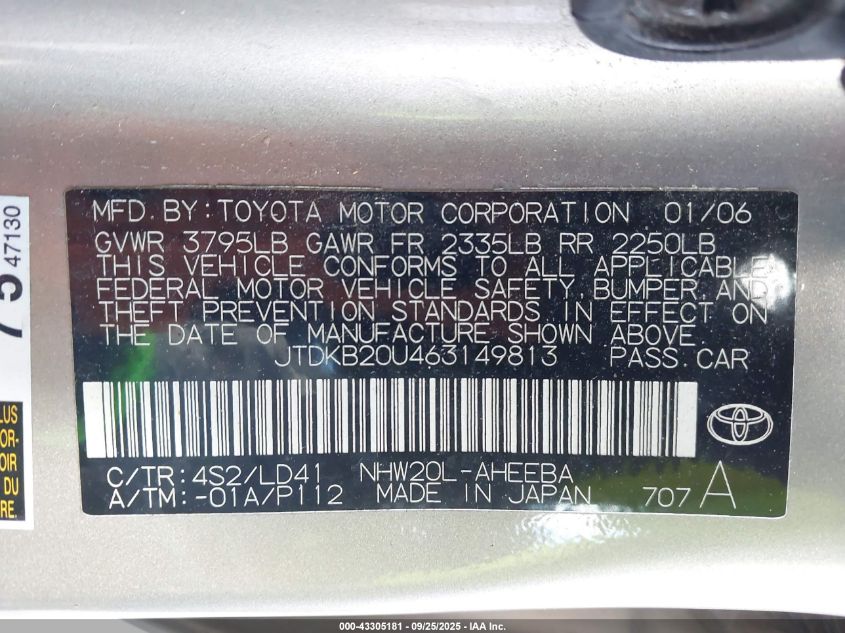 MFD. BY: TOYOTA MOTOR CORPORATION 01/06
GVWR 3795LB GAWR FR 2335LB RR 2250LB
THIS VEHICLE CONFORMS TO ALL APPLICABLE
FEDERAL MOTOR VEHICLE SAFETY, BUMPER, AND
THEFT PREVENTION STANDARDS IN EFFECT ON
THE DATE OF MANUFACTURE SHOWN ABOVE.
JTDKB20U463149813 PASS. CAR
C/TR: 4S2/LD41 NHW20L-AHEEBA
A/TM: -01A/P112 MADE IN JAPAN 707 A
47130
PLUS
OIR
RE.
000-43305181 - 09/25/2025 - IAA Inc.